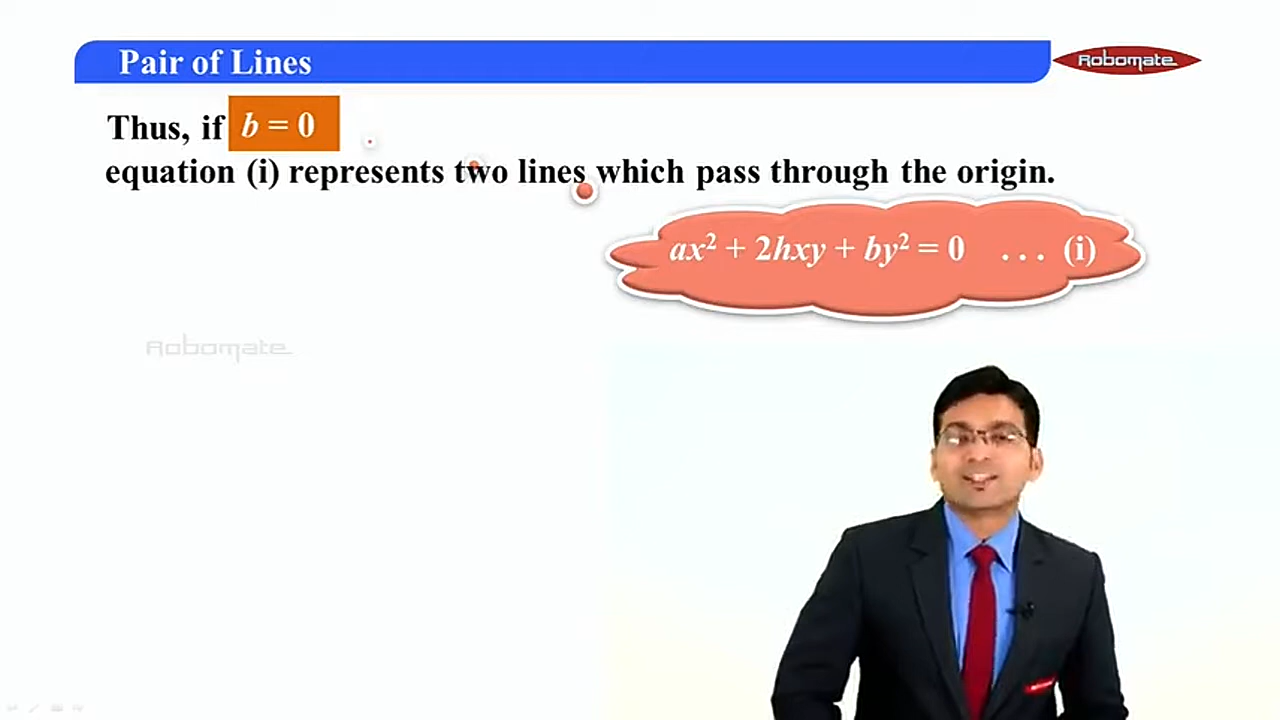 Pair of Lines
Robomate
Thus, if b = 0
equation (i) represents two lines which pass through the origin.
ax² + 2hxy + by² = 0 . . . (i)
Robomate